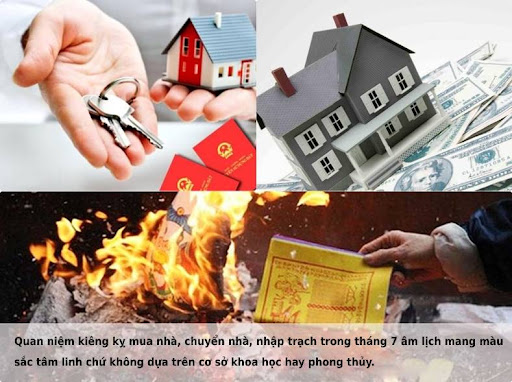 Quan niệm kiêng kỵ mua nhà, chuyển nhà, nhập trạch trong tháng 7 âm lịch mang màu
sắc tâm linh chứ không dựa trên cơ sở khoa học hay phong thủy.